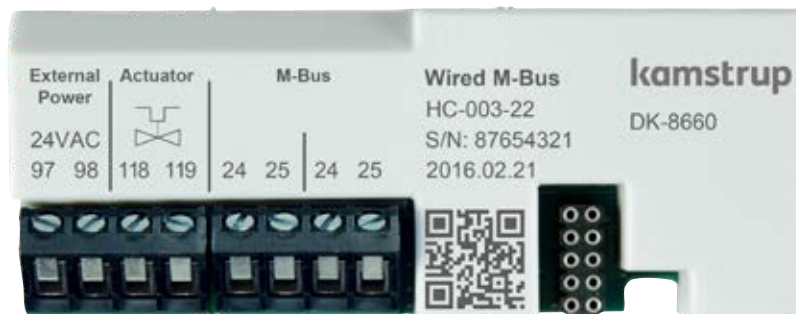 External Power
24VAC
97 98
Actuator
118 119
M-Bus
24 25 24 25
Wired M-Bus
HC-003-22
S/N: 87654321
2016.02.21
kamstrup
DK-8660